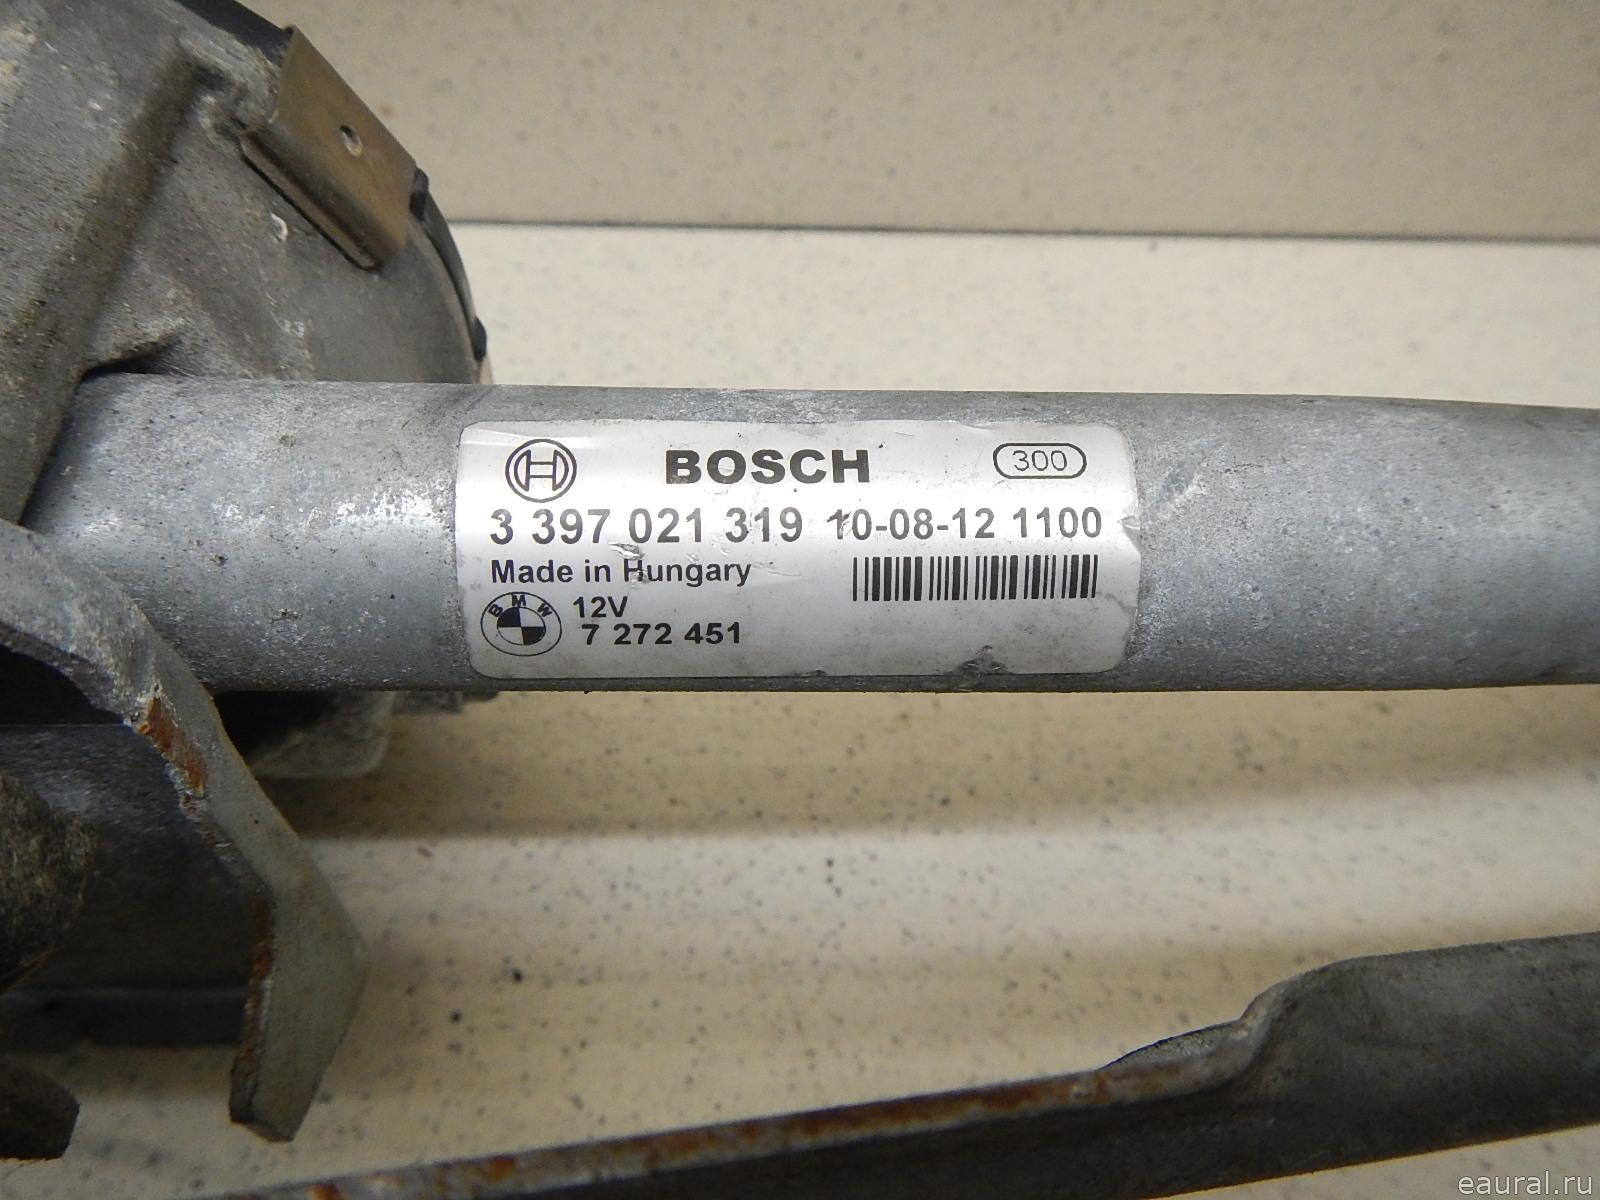 BOSCH 300
3 397 021 319 10-08-12 1100
Made in Hungary
BMW 12V
7 272 451
eaural.ru